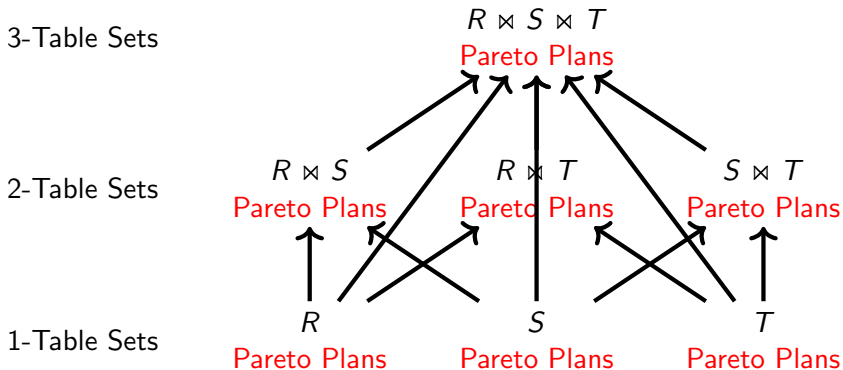 3-Table Sets
R ⋈ S ⋈ T
Pareto Plans
2-Table Sets
R ⋈ S
Pareto Plans
R ⋈ T
Pareto Plans
S ⋈ T
Pareto Plans
1-Table Sets
R
Pareto Plans
S
Pareto Plans
T
Pareto Plans